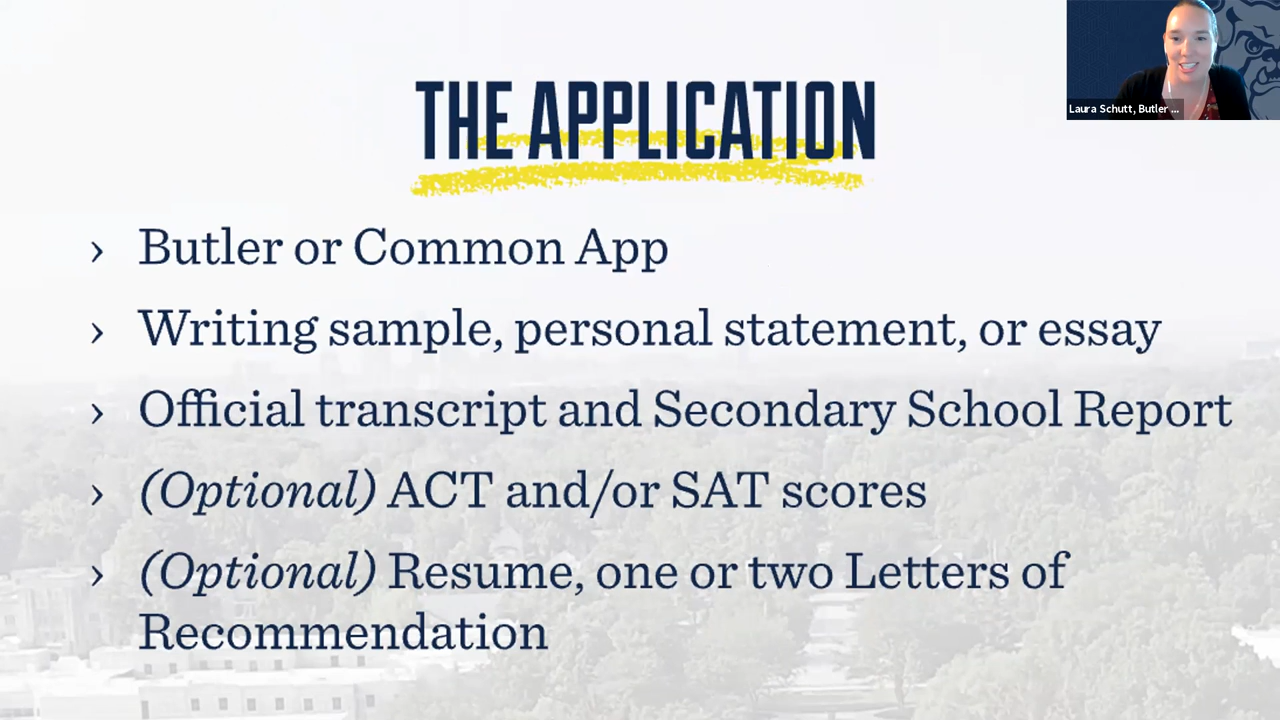 THE APPLICATION
Laura Schutt, Butler ...
› Butler or Common App
› Writing sample, personal statement, or essay
› Official transcript and Secondary School Report
› (Optional) ACT and/or SAT scores
› (Optional) Resume, one or two Letters of
Recommendation